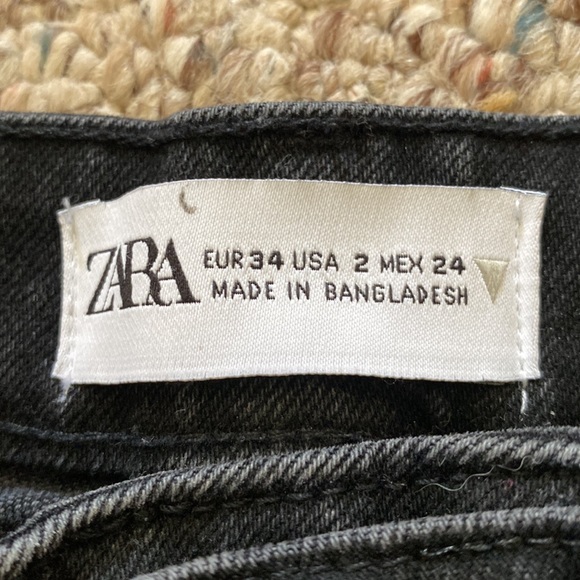 ZARA
EUR 34 USA 2 MEX 24
MADE IN BANGLADESH